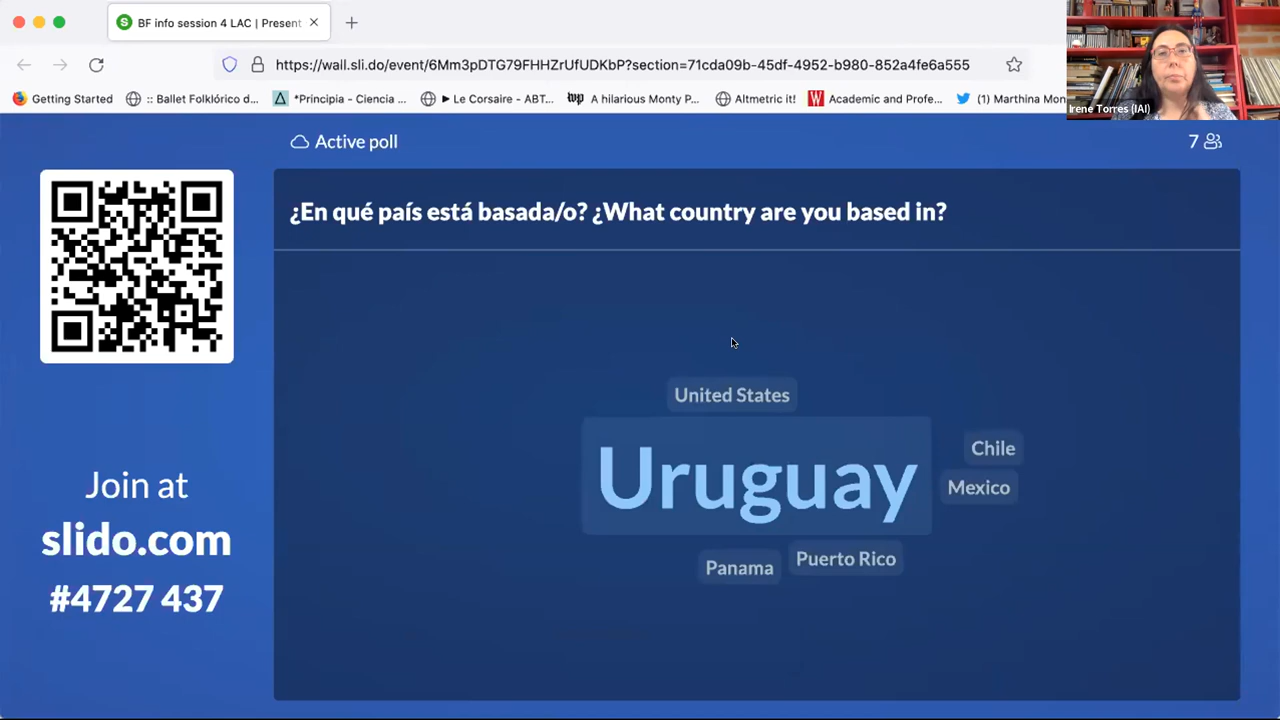 BF info session 4 LAC | Present
https://wall.sli.do/event/6Mm3pDTG79FHHZrUfUDKbP?section=71cda09b-45df-4952-b980-852a4fe6a555
Getting Started
:: Ballet Folklórico d...
*Principia - Ciencia ...
► Le Corsaire - ABT...
wp
A hilarious Monty P...
Altmetric it!
W
Academic and Profe...
(1) Marthina Mon
Irene Torres (IAI)
Active poll
7
¿En qué país está basada/o? ¿What country are you based in?
United States
Uruguay
Chile
Mexico
Panama
Puerto Rico
Join at
slido.com
#4727 437